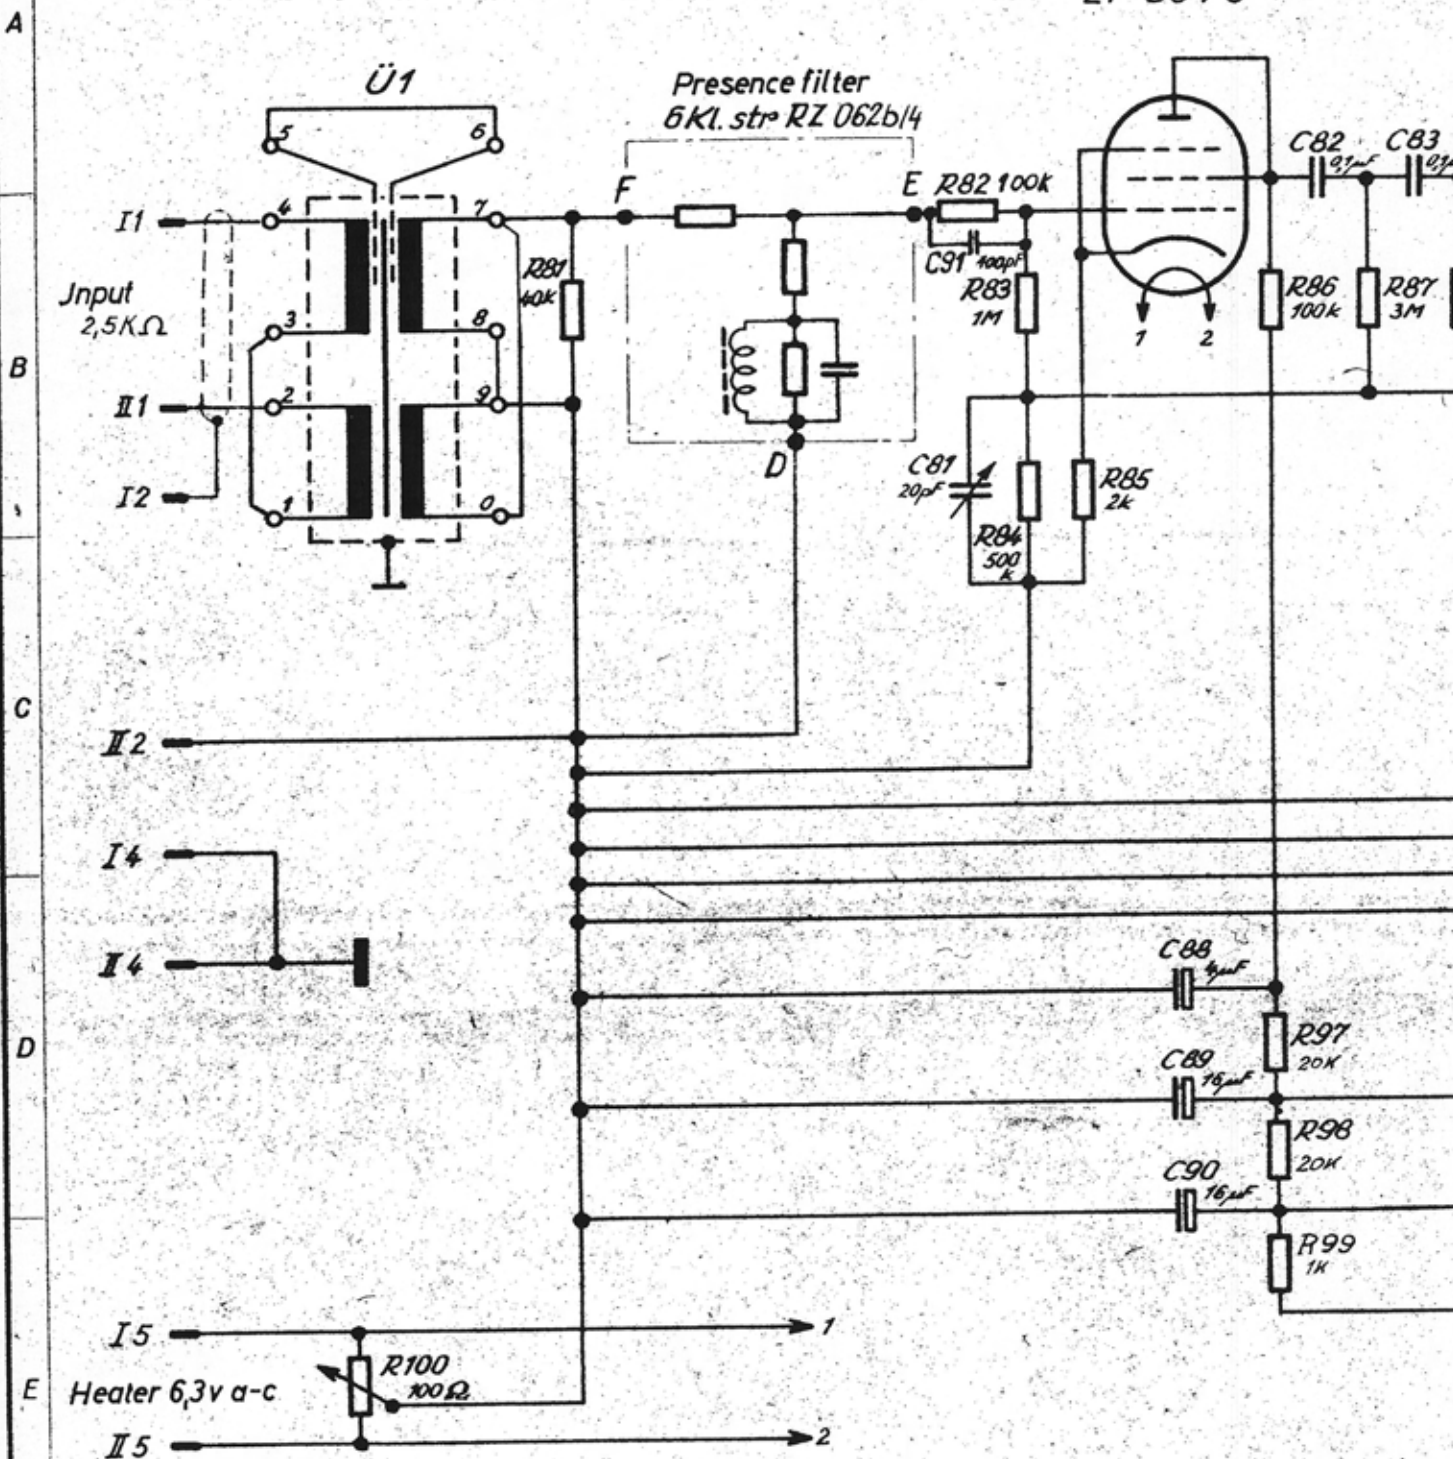 A
Ü1
Presence filter
6Kl. str RZ 062b/4
5
6
C82
0,1µF
C83
F
E
R82 100k
I1
4
7
C91
100pF
R81
40k
R83
1M
R86
100k
R87
3M
Jnput
2,5KΩ
3
8
1
2
B
II1
2
9
D
C81
20pF
R85
2k
I2
1
0
R84
500
k
C
II2
I4
II4
C88
4µF
D
R97
20K
C89
16µF
R98
20K
C90
16µF
R99
1K
I5
1
R100
100Ω
E
Heater 6,3v a-c
II5
2